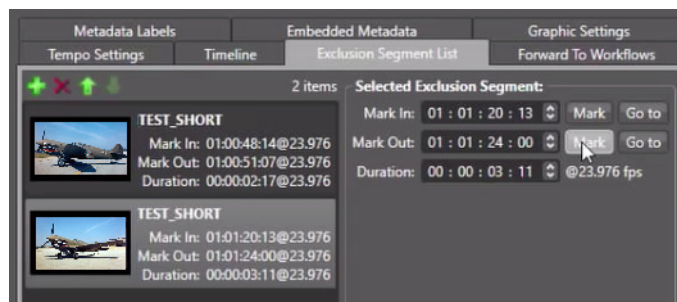 Metadata Labels Embedded Metadata Graphic Settings
Tempo Settings Timeline Exclusion Segment List Forward To Workflows
2 items
TEST_SHORT
Mark In: 01:00:48:14@23.976
Mark Out: 01:00:51:07@23.976
Duration: 00:00:02:17@23.976
TEST_SHORT
Mark In: 01:01:20:13@23.976
Mark Out: 01:01:24:00@23.976
Duration: 00:00:03:11@23.976
Selected Exclusion Segment:
Mark In: 01 : 01 : 20 : 13 Mark Go to
Mark Out: 01 : 01 : 24 : 00 Mark Go to
Duration: 00 : 00 : 03 : 11 @23.976 fps